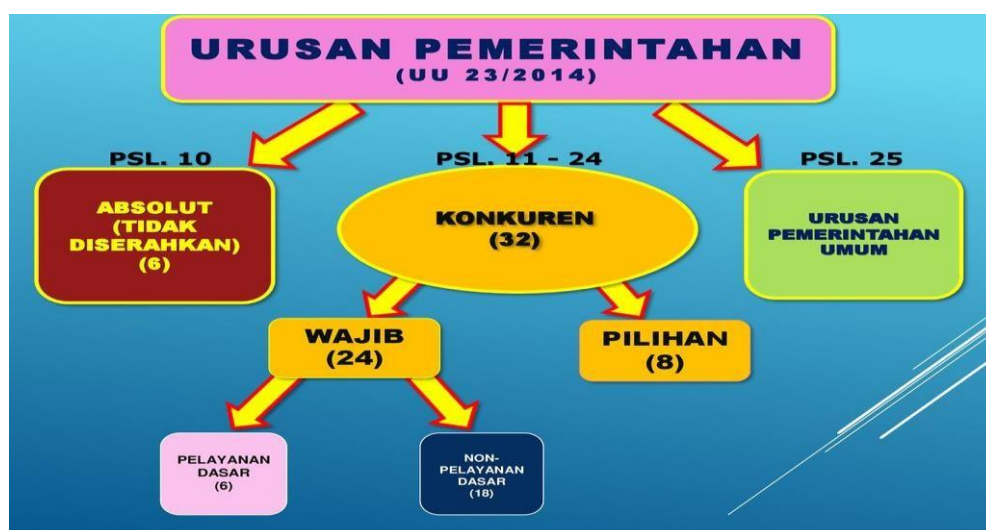 URUSAN PEMERINTAHAN
(UU 23/2014)
PSL. 10
PSL. 11 - 24
PSL. 25
ABSOLUT
(TIDAK
DISERAHKAN)
(6)
KONKUREN
(32)
URUSAN
PEMERINTAHAN
UMUM
WAJIB
(24)
PILIHAN
(8)
PELAYANAN
DASAR
(6)
NON-
PELAYANAN
DASAR
(18)